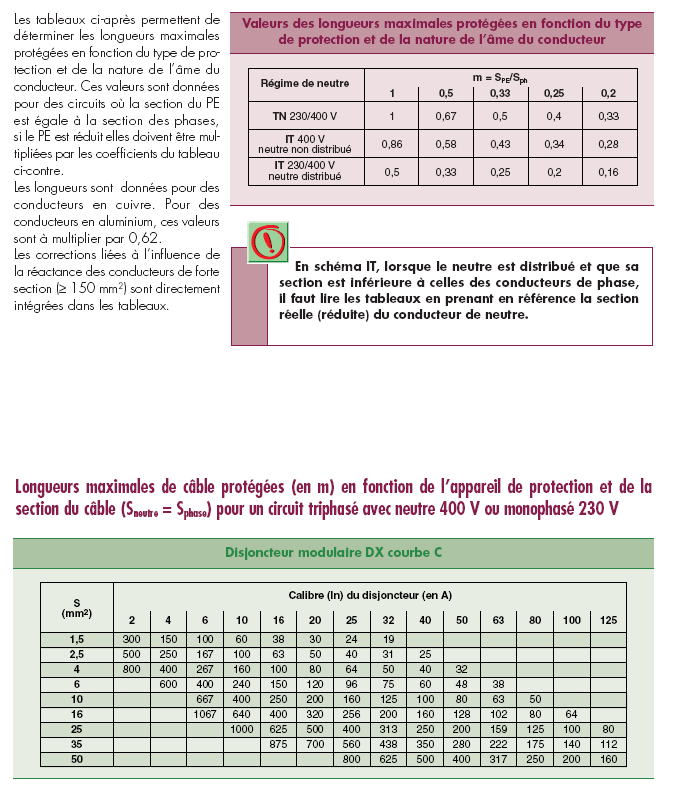 Les tableaux ci-après permettent de
déterminer les longueurs maximales
protégées en fonction du type de pro-
tection et de la nature de l'âme du
conducteur. Ces valeurs sont données
pour des circuits où la section du PE
est égale à la section des phases,
si le PE est réduit elles doivent être mul-
tipliées par les coefficients du tableau
ci-contre.
Les longueurs sont données pour des
conducteurs en cuivre. Pour des
conducteurs en aluminium, ces valeurs
sont à multiplier par 0,62.
Les corrections liées à l'influence de
la réactance des conducteurs de forte
section (≥ 150 mm²) sont directement
intégrées dans les tableaux.
Valeurs des longueurs maximales protégées en fonction du type
de protection et de la nature de l'âme du conducteur
Régime de neutre
m = SPE/Sph
1 0,5 0,33 0,25 0,2
TN 230/400 V 1 0,67 0,5 0,4 0,33
IT 400 V
neutre non distribué 0,86 0,58 0,43 0,34 0,28
IT 230/400 V
neutre distribué 0,5 0,33 0,25 0,2 0,16
!
En schéma IT, lorsque le neutre est distribué et que sa
section est inférieure à celles des conducteurs de phase,
il faut lire les tableaux en prenant en référence la section
réelle (réduite) du conducteur de neutre.
Longueurs maximales de câble protégées (en m) en fonction de l'appareil de protection et de la
section du câble (Sneutre = Sphase) pour un circuit triphasé avec neutre 400 V ou monophasé 230 V
Disjoncteur modulaire DX courbe C
S
(mm²)
Calibre (In) du disjoncteur (en A)
2 4 6 10 16 20 25 32 40 50 63 80 100 125
1,5 300 150 100 60 38 30 24 19
2,5 500 250 167 100 63 50 40 31 25
4 800 400 267 160 100 80 64 50 40 32
6 600 400 240 150 120 96 75 60 48 38
10 667 400 250 200 160 125 100 80 63 50
16 1067 640 400 320 256 200 160 128 102 80 64
25 1000 625 500 400 313 250 200 159 125 100 80
35 875 700 560 438 350 280 222 175 140 112
50 800 625 500 400 317 250 200 160